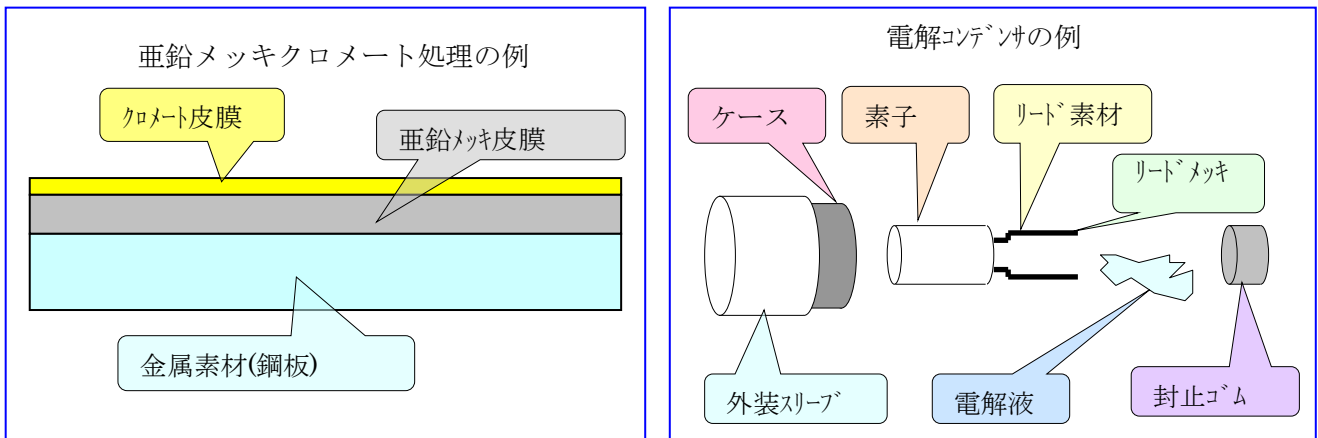 亜鉛メッキクロメート処理の例
クロメート皮膜
亜鉛メッキ皮膜
金属素材(鋼板)
電解コンデンサの例
ケース
素子
リード素材
リードメッキ
外装スリーブ
電解液
封止ゴム